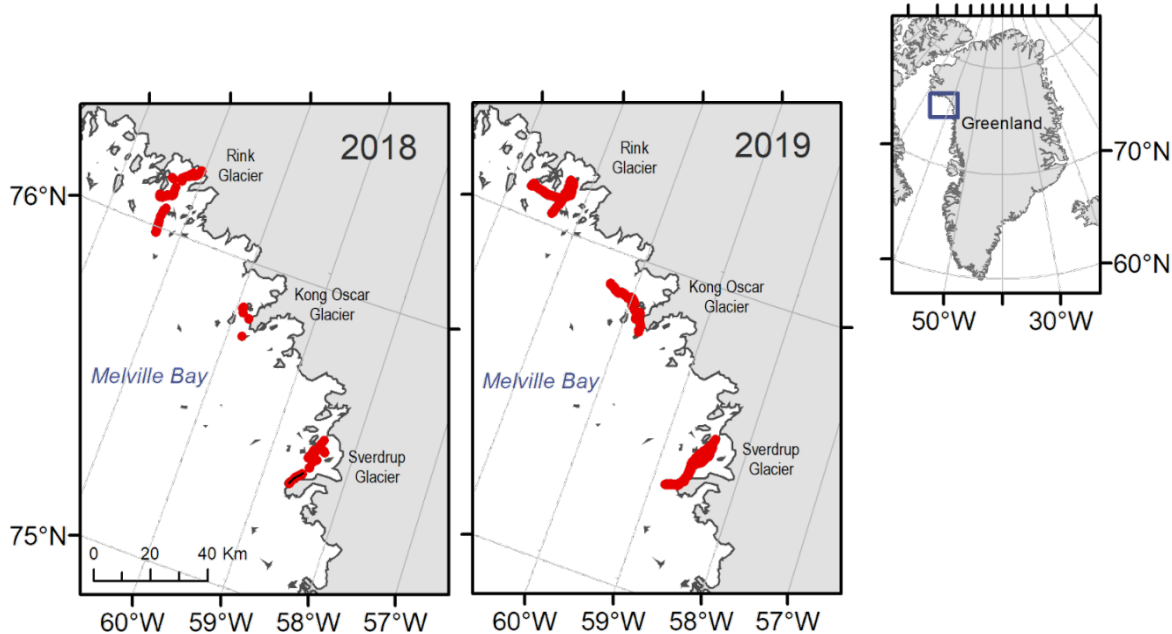 2018
Rink
Glacier
76°N
Kong Oscar
Glacier
Melville Bay
Sverdrup
Glacier
75°N
0 20 40 Km
60°W 59°W 58°W 57°W
2019
Rink
Glacier
Kong Oscar
Glacier
Melville Bay
Sverdrup
Glacier
60°W 59°W 58°W 57°W
Greenland
70°N
60°N
50°W 30°W